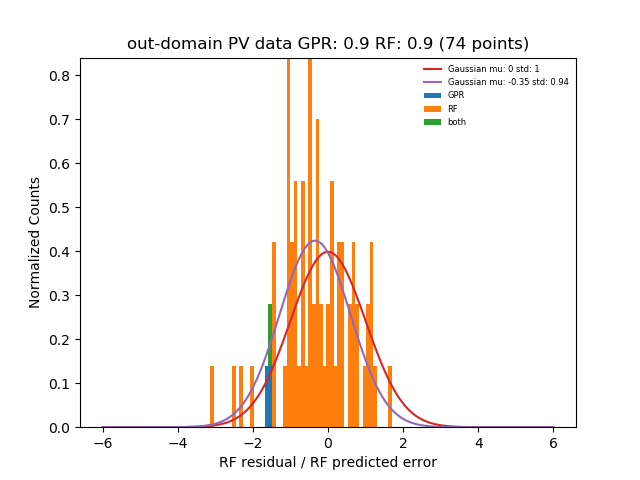 out-domain PV data GPR: 0.9 RF: 0.9 (74 points)
Gaussian mu: 0 std: 1
Gaussian mu: -0.35 std: 0.94
GPR
RF
both
0.8
0.7
0.6
0.5
0.4
0.3
0.2
0.1
0.0
Normalized Counts
−6 −4 −2 0 2 4 6
RF residual / RF predicted error